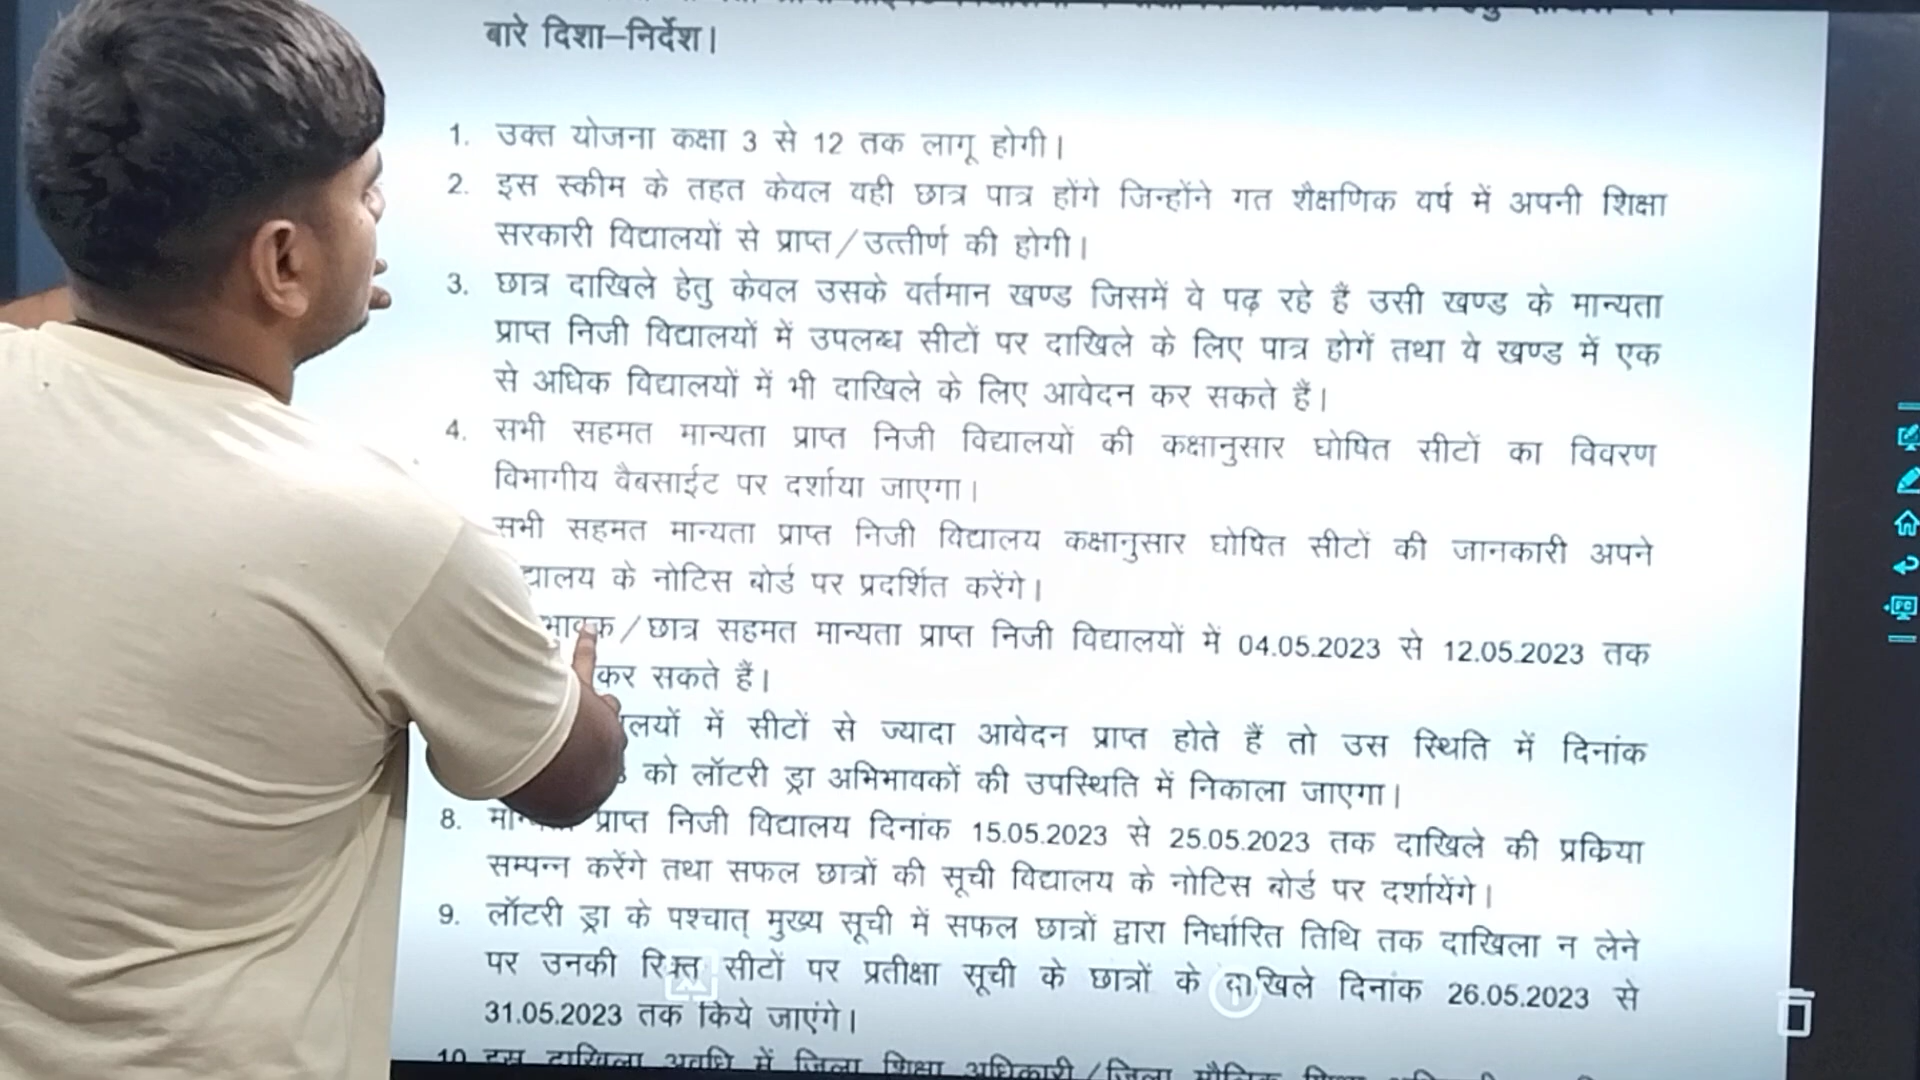 बारे दिशा–निर्देश।
1. उक्त योजना कक्षा 3 से 12 तक लागू होगी।
2. इस स्कीम के तहत केवल वही छात्र पात्र होंगे जिन्होंने गत शैक्षणिक वर्ष में अपनी शिक्षा
सरकारी विद्यालयों से प्राप्त/उत्तीर्ण की होगी।
3. छात्र दाखिले हेतु केवल उसके वर्तमान खण्ड जिसमें वे पढ़ रहे हैं उसी खण्ड के मान्यता
प्राप्त निजी विद्यालयों में उपलब्ध सीटों पर दाखिले के लिए पात्र होगें तथा वे खण्ड में एक
से अधिक विद्यालयों में भी दाखिले के लिए आवेदन कर सकते हैं।
4. सभी सहमत मान्यता प्राप्त निजी विद्यालयों की कक्षानुसार घोषित सीटों का विवरण
विभागीय वैबसाईट पर दर्शाया जाएगा।
सभी सहमत मान्यता प्राप्त निजी विद्यालय कक्षानुसार घोषित सीटों की जानकारी अपने
के नोटिस बोर्ड पर प्रदर्शित करेंगे।
/छात्र सहमत मान्यता प्राप्त निजी विद्यालयों में 04.05.2023 से 12.05.2023 तक
कर सकते हैं।
में सीटों से ज्यादा आवेदन प्राप्त होते हैं तो उस स्थिति में दिनांक
को लॉटरी ड्रा अभिभावकों की उपस्थिति में निकाला जाएगा।
8. प्राप्त निजी विद्यालय दिनांक 15.05.2023 से 25.05.2023 तक दाखिले की प्रक्रिया
सम्पन्न करेंगे तथा सफल छात्रों की सूची विद्यालय के नोटिस बोर्ड पर दर्शायेंगे।
9. लॉटरी ड्रा के पश्चात् मुख्य सूची में सफल छात्रों द्वारा निर्धारित तिथि तक दाखिला न लेने
पर उनकी रिक्त सीटों पर प्रतीक्षा सूची के छात्रों के दाखिले दिनांक 26.05.2023 से
31.05.2023 तक किये जाएंगे।
10 इस दाखिला अवधि में जिला शिक्षा अधिकारी/जिला मौलिक शिक्षा